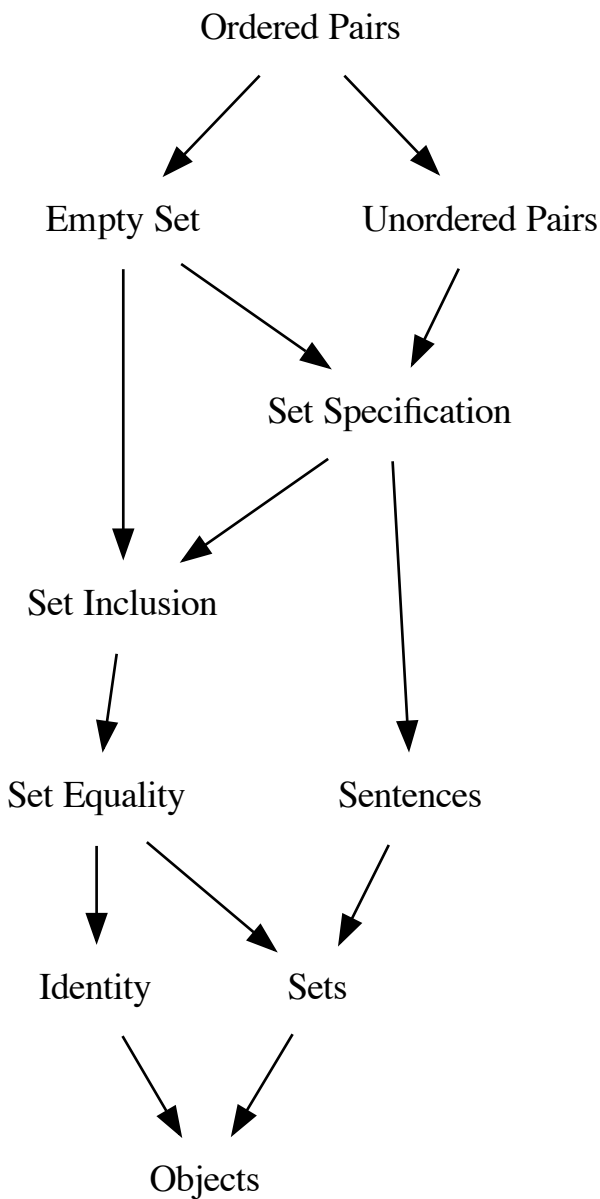 Ordered Pairs
Empty Set
Unordered Pairs
Set Specification
Set Inclusion
Set Equality
Sentences
Identity
Sets
Objects